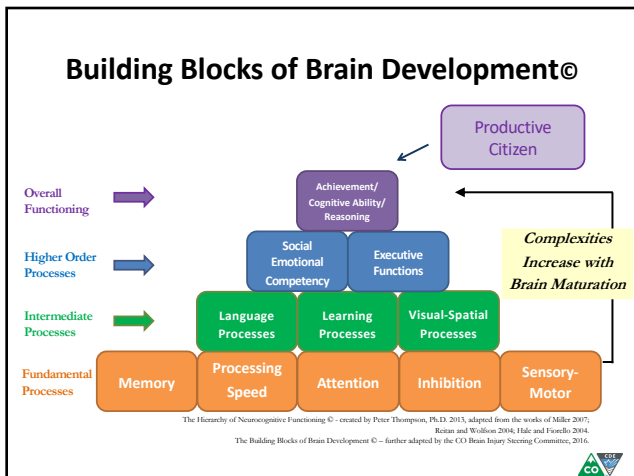 Building Blocks of Brain Development©
Productive
Citizen
Overall
Functioning
Achievement/
Cognitive Ability/
Reasoning
Higher Order
Processes
Social
Emotional
Competency
Executive
Functions
Complexities
Increase with
Brain Maturation
Intermediate
Processes
Language
Processes
Learning
Processes
Visual-Spatial
Processes
Fundamental
Processes
Memory
Processing
Speed
Attention
Inhibition
Sensory-
Motor
The Hierarchy of Neurocognitive Functioning © - created by Peter Thompson, Ph.D. 2013, adapted from the works of Miller 2007;
Reitan and Wolfson 2004; Hale and Fiorello 2004.
The Building Blocks of Brain Development © – further adapted by the CO Brain Injury Steering Committee, 2016.
CO
CDE